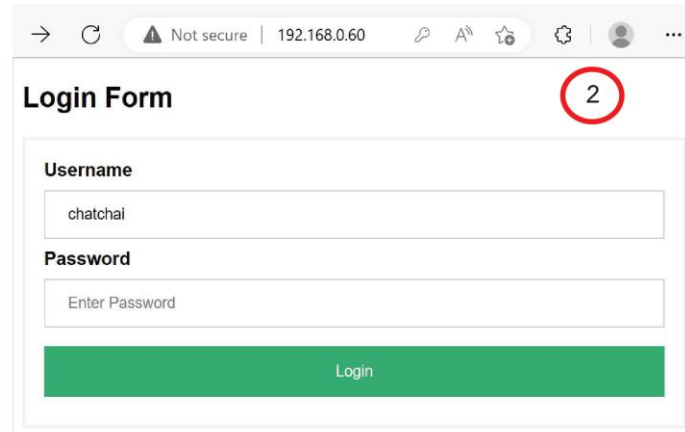 Not secure | 192.168.0.60
Login Form
2
Username
chatchai
Password
Enter Password
Login